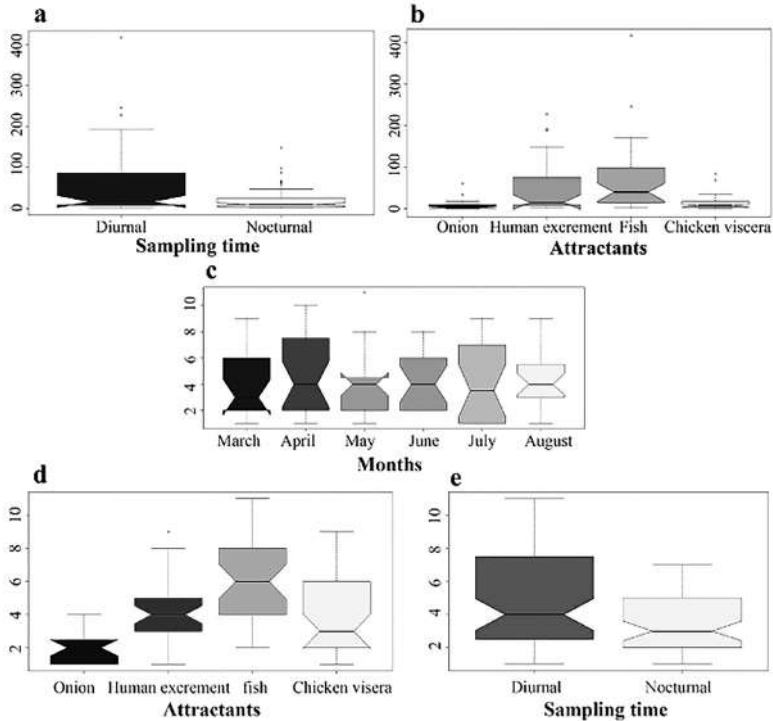 a
400
300
200
100
0
Diurnal Nocturnal
Sampling time
b
400
300
200
100
0
Onion Human excrement Fish Chicken viscera
Attractants
c
10
8
6
4
2
March April May June July August
Months
d
10
8
6
4
2
Onion Human excrement fish Chicken visera
Attractants
e
10
8
6
4
2
Diurnal Nocturnal
Sampling time